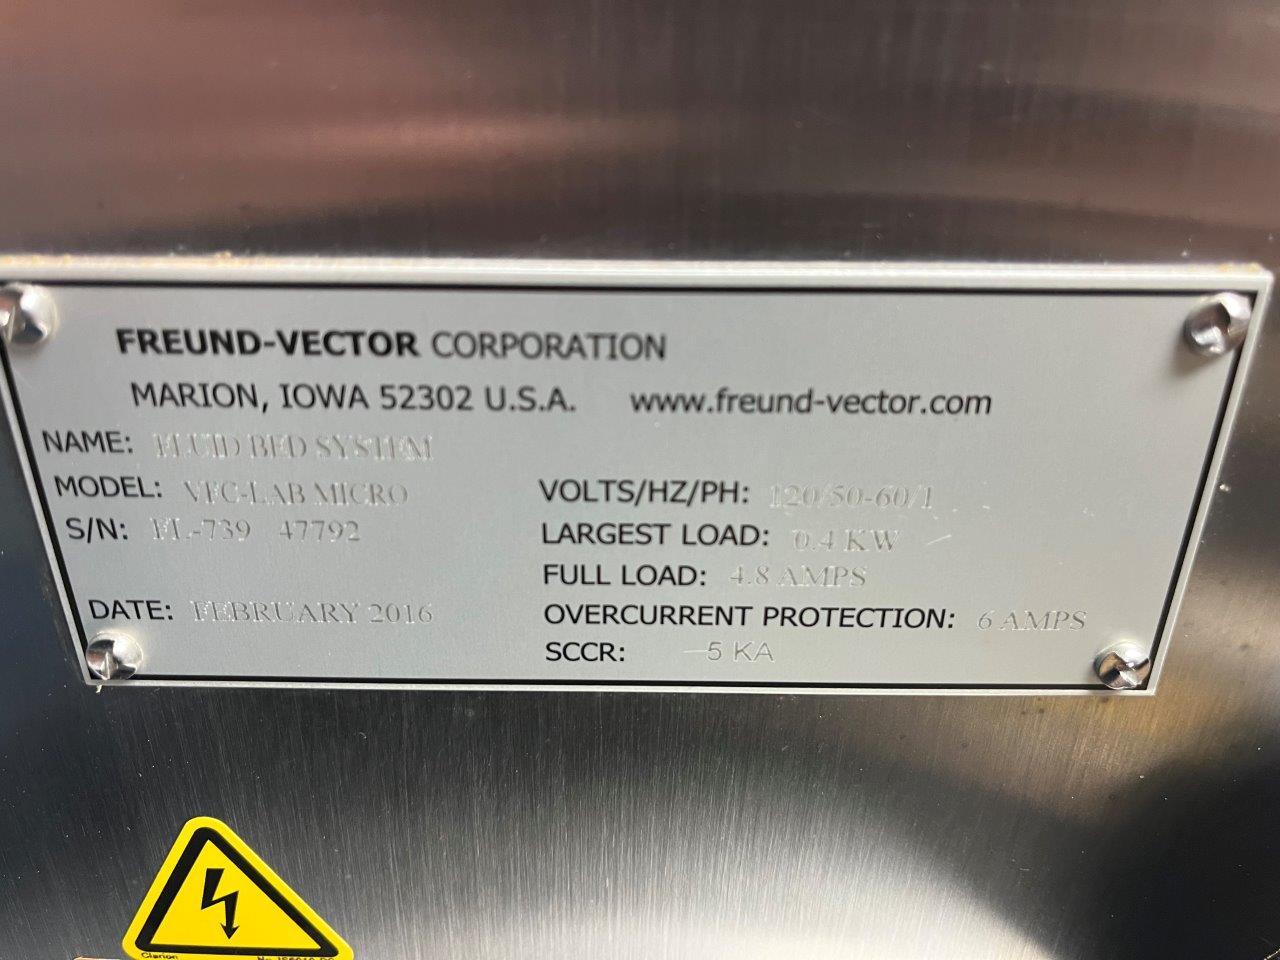 FREUND-VECTOR CORPORATION
MARION, IOWA 52302 U.S.A. www.freund-vector.com
NAME: FLUID BED SYSTEM
MODEL: VFC-LAB MICRO
S/N: FL-739 47792
DATE: FEBRUARY 2016
VOLTS/HZ/PH: 120/50-60/1
LARGEST LOAD: 0.4 KW
FULL LOAD: 4.8 AMPS
OVERCURRENT PROTECTION: 6 AMPS
SCCR: 5 KA
Clarion